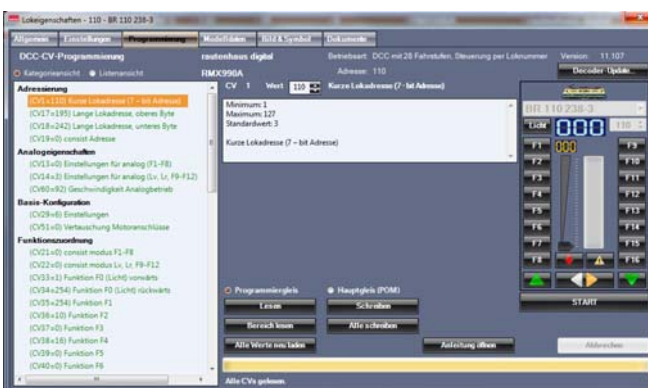 Lokeigenschaften - 110 - BR 110 238-3
Allgemein Einstellungen Programmierung Modellbilden Bild & Symbol Dokumente
DCC-CV-Programmierung
rautenhaus digital
Betriebsart: DCC mit 28 Fahrstufen, Steuerung per Loknummer
Version: 11.107
Kategorieansicht Listenansicht
RMX990A
Adresse: 110
Decoder-Update...
Adressierung
(CV1=110) Kurze Lokadresse (7 - bit Adresse)
(CV17=195) Lange Lokadresse, oberes Byte
(CV18=242) Lange Lokadresse, unteres Byte
(CV19=0) consist Adresse
Analogeigenschaften
(CV13=0) Einstellungen für analog (F1-F8)
(CV14=3) Einstellungen für analog (Lv, Lr, F9-F12)
(CV60=92) Geschwindigkeit Analogbetrieb
Basis-Konfiguration
(CV29=6) Einstellungen
(CV51=0) Vertauschung Motoranschlüsse
Funktionszuordnung
(CV21=0) consist modus F1-F8
(CV22=0) consist modus Lv, Lr, F9-F12
(CV33=1) Funktion F0 (Licht) vorwärts
(CV34=254) Funktion F0 (Licht) rückwärts
(CV35=254) Funktion F1
(CV36=10) Funktion F2
(CV37=0) Funktion F3
(CV38=16) Funktion F4
(CV39=0) Funktion F5
(CV40=0) Funktion F6
CV 1 Wert 110 Kurze Lokadresse (7 - bit Adresse)
Minimum: 1
Maximum: 127
Standardwert: 3
Kurze Lokadresse (7 - bit Adresse)
Programmiergleis Hauptgleis (POM)
Lesen Schreiben
Bereich lesen Alle schreiben
Alle Werte neu laden Anleitung öffnen Abbrechen
Alle CVs gelesen.
BR 110 238-3
Licht 000 110
F1 000 F9
F2 F10
F3 F11
F4 F12
F5 F13
F6 F14
F7 F15
F8 F16
START